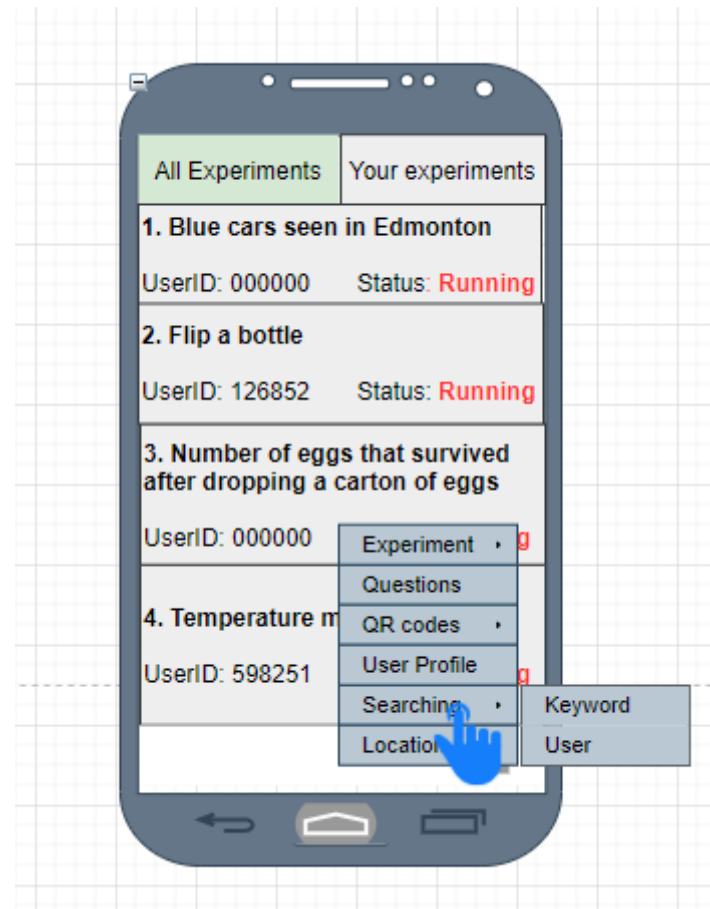 All Experiments
Your experiments
1. Blue cars seen in Edmonton
UserID: 000000 Status: Running
2. Flip a bottle
UserID: 126852 Status: Running
3. Number of eggs that survived
after dropping a carton of eggs
UserID: 000000 g
4. Temperature m
UserID: 598251 g
Experiment
Questions
QR codes
User Profile
Searching
Location
Keyword
User